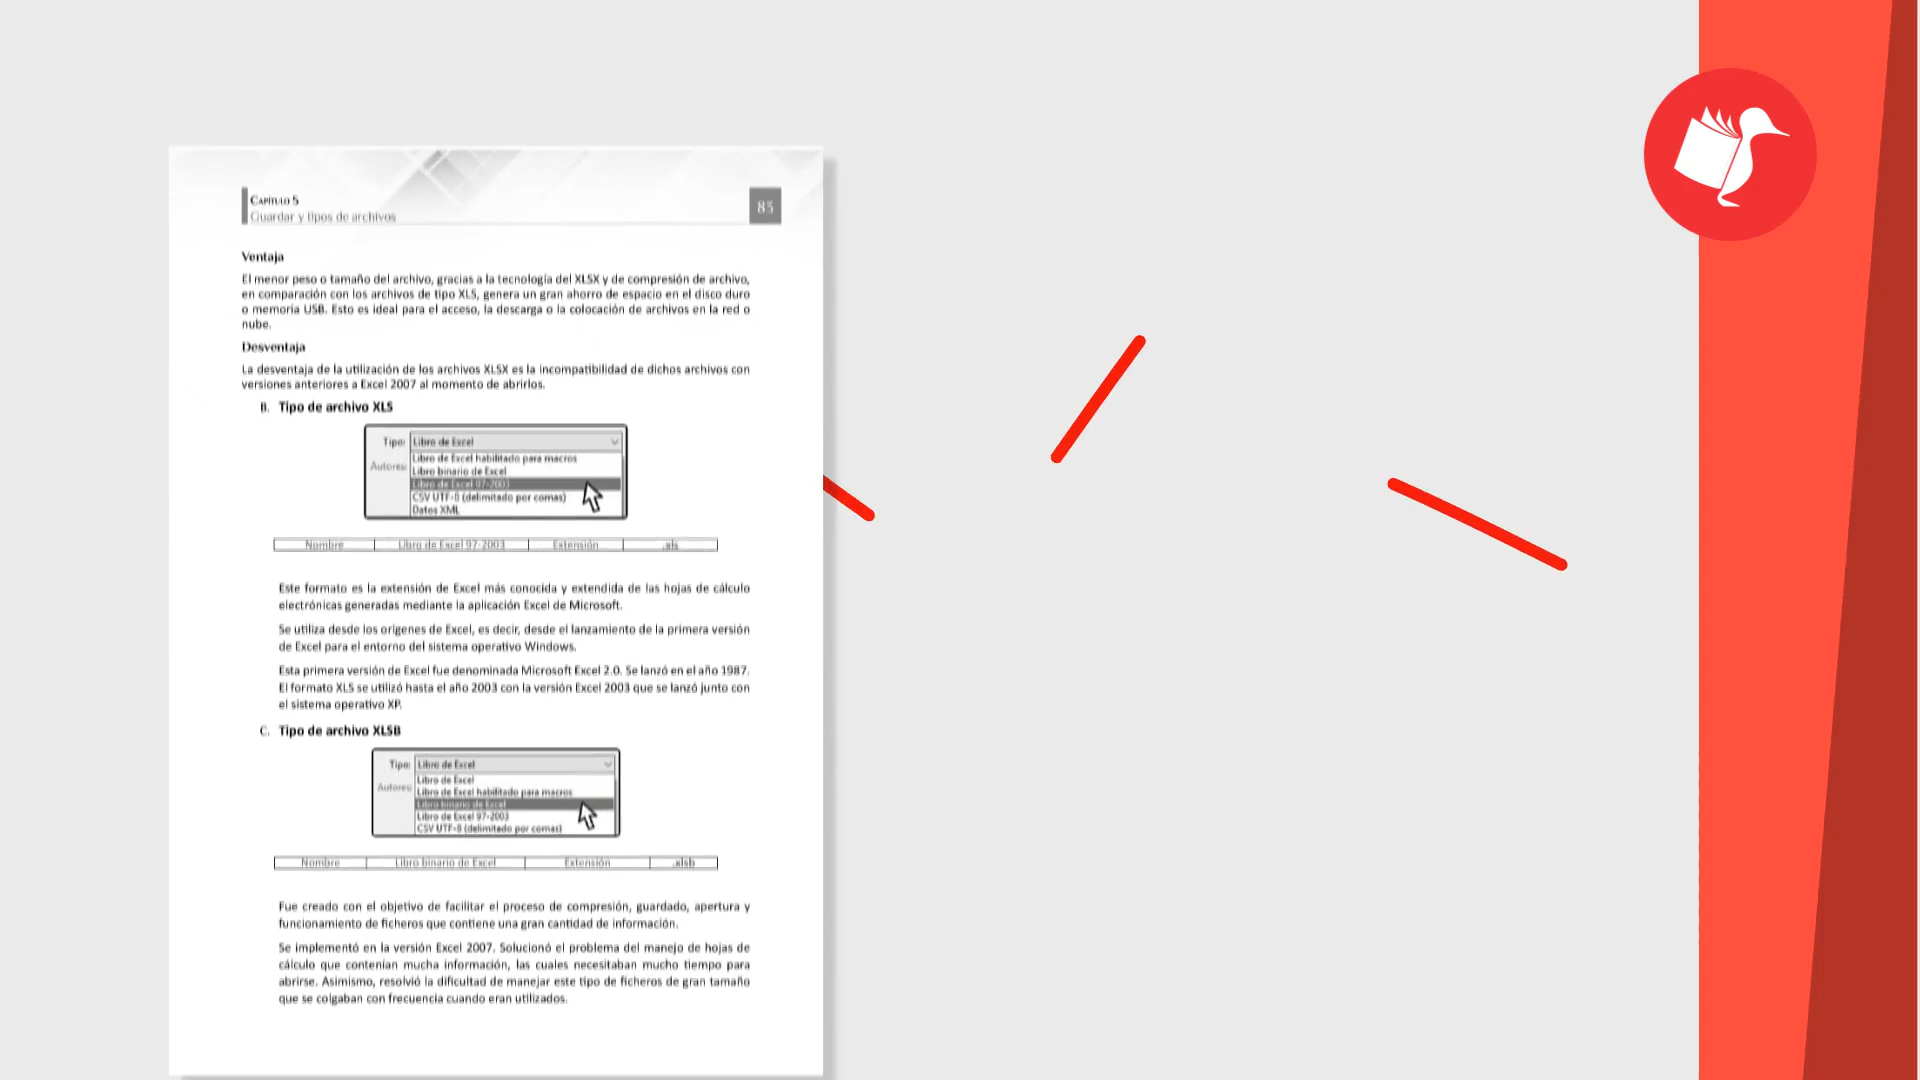 Capítulo 5
Guardar y tipos de archivos
85
Ventaja
El menor peso o tamaño del archivo, gracias a la tecnología del XLSX y de compresión de archivo,
en comparación con los archivos de tipo XLS, genera un gran ahorro de espacio en el disco duro
o memoria USB. Esto es ideal para el acceso, la descarga o la colocación de archivos en la red o
nube.
Desventaja
La desventaja de la utilización de los archivos XLSX es la incompatibilidad de dichos archivos con
versiones anteriores a Excel 2007 al momento de abrirlos.
B. Tipo de archivo XLS
Tipo: Libro de Excel
Libro de Excel habilitado para macros
Autores: Libro binario de Excel
Libro de Excel 97-2003
CSV UTF-8 (delimitado por comas)
Datos XML
Nombre Libro de Excel 97-2003 Extensión .xls
Este formato es la extensión de Excel más conocida y extendida de las hojas de cálculo
electrónicas generadas mediante la aplicación Excel de Microsoft.
Se utiliza desde los orígenes de Excel, es decir, desde el lanzamiento de la primera versión
de Excel para el entorno del sistema operativo Windows.
Esta primera versión de Excel fue denominada Microsoft Excel 2.0. Se lanzó en el año 1987.
El formato XLS se utilizó hasta el año 2003 con la versión Excel 2003 que se lanzó junto con
el sistema operativo XP.
C. Tipo de archivo XLSB
Tipo: Libro de Excel
Libro de Excel
Autores: Libro de Excel habilitado para macros
Libro binario de Excel
Libro de Excel 97-2003
CSV UTF-8 (delimitado por comas)
Nombre Libro binario de Excel Extensión .xlsb
Fue creado con el objetivo de facilitar el proceso de compresión, guardado, apertura y
funcionamiento de ficheros que contiene una gran cantidad de información.
Se implementó en la versión Excel 2007. Solucionó el problema del manejo de hojas de
cálculo que contenían mucha información, las cuales necesitaban mucho tiempo para
abrirse. Asimismo, resolvió la dificultad de manejar este tipo de ficheros de gran tamaño
que se colgaban con frecuencia cuando eran utilizados.